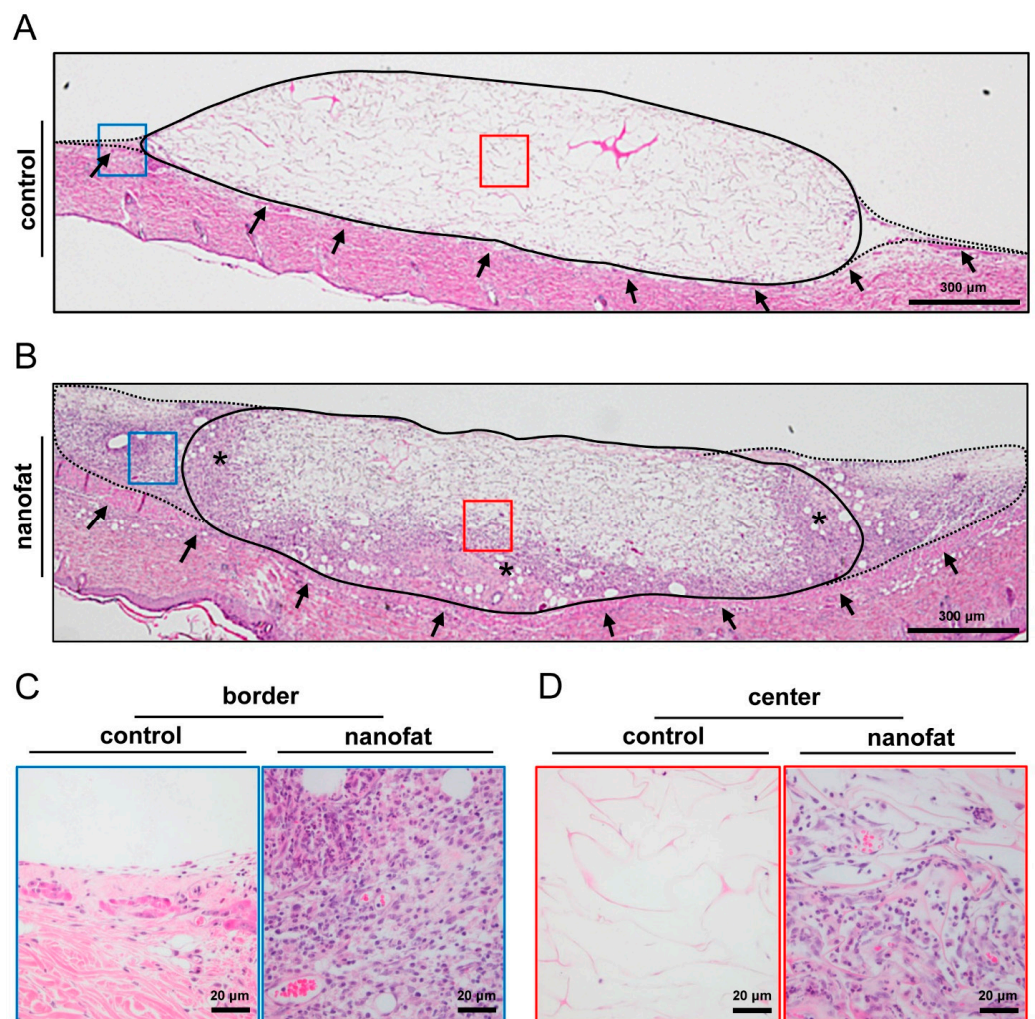 A
control
300 µm
B
nanofat
*
*
*
300 µm
C
border
control
nanofat
20 µm
20 µm
D
center
control
nanofat
20 µm
20 µm